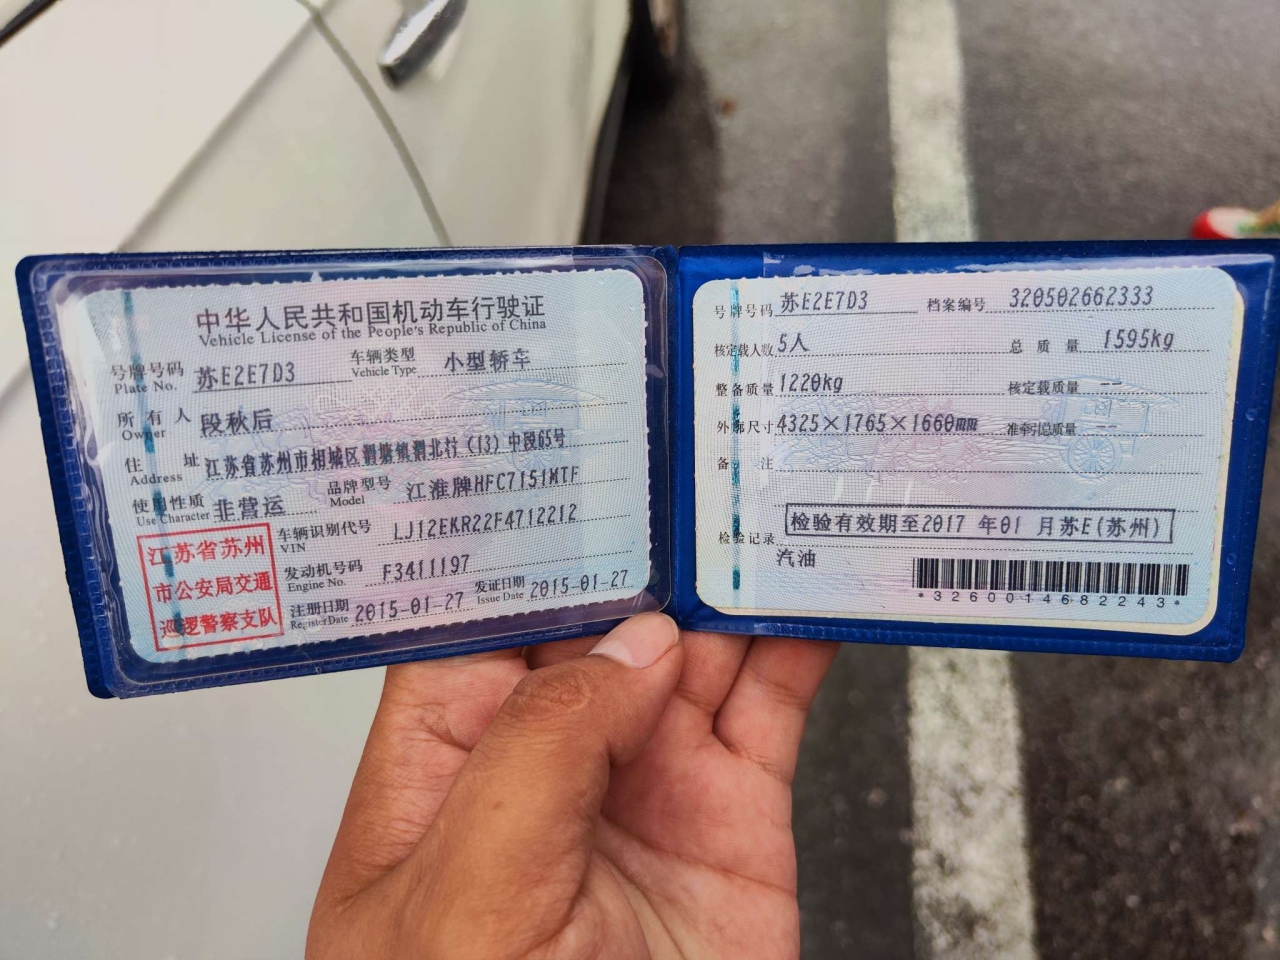 中华人民共和国机动车行驶证
Vehicle License of the People's Republic of China
号牌号码 苏E2E7D3 车辆类型 小型轿车
Plate No. Vehicle Type
所有人 段秋后
Owner
住址 江苏省苏州市相城区渭塘镇渭北村(13)中段65号
Address
使用性质 非营运 品牌型号 江淮牌HFC7151MTF
Use Character Model
江苏省苏州
市公安局交通
巡逻警察支队
车辆识别代号 LJ12EKR22F4712212
VIN
发动机号码 F3411197
Engine No.
注册日期 2015-01-27 发证日期 2015-01-27
Register Date Issue Date
号牌号码 苏E2E7D3 档案编号 320502662333
核定载人数 5人 总质量 1595kg
整备质量 1220kg 核定载质量 --
外廓尺寸 4325×1765×1660mm 准牵引总质量 --
备注
检验有效期至2017年01月苏E(苏州)
检验记录
汽油
*3260014682243*